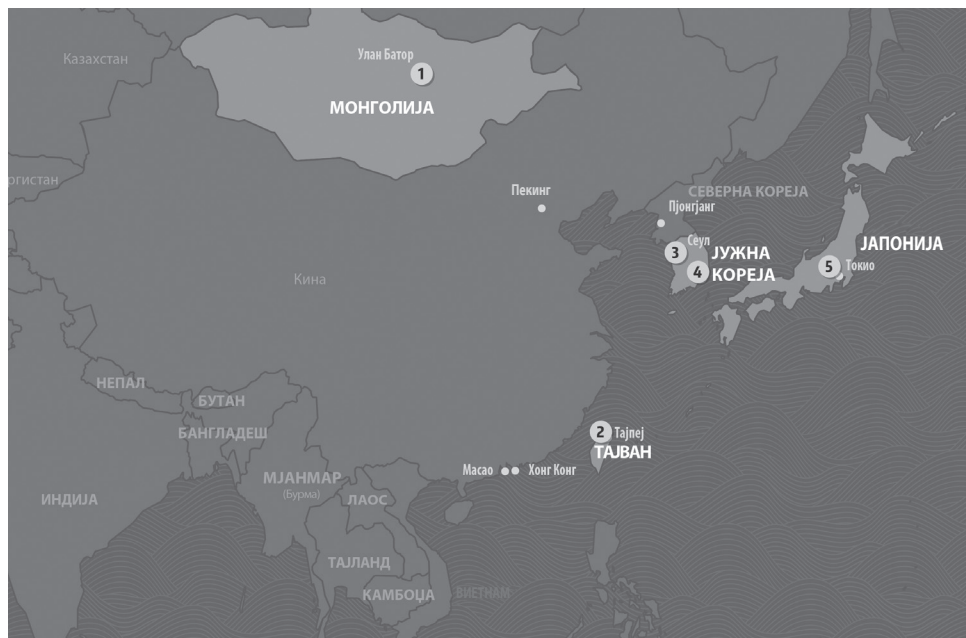 Казахстан
Улан Батор
1
МОНГОЛИЈА
ргистан
Пекинг
СЕВЕРНА КОРЕЈА
Пјонгјанг
Сеул
3
4
ЈУЖНА
КОРЕЈА
ЈАПОНИЈА
5
Токио
Кина
НЕПАЛ
БУТАН
БАНГЛАДЕШ
2
Тајпеј
ТАЈВАН
Масао
Хонг Конг
МЈАНМАР
(Бурма)
ЛАОС
ИНДИЈА
ТАЈЛАНД
КАМБОЏА
ВИЕТНАМ